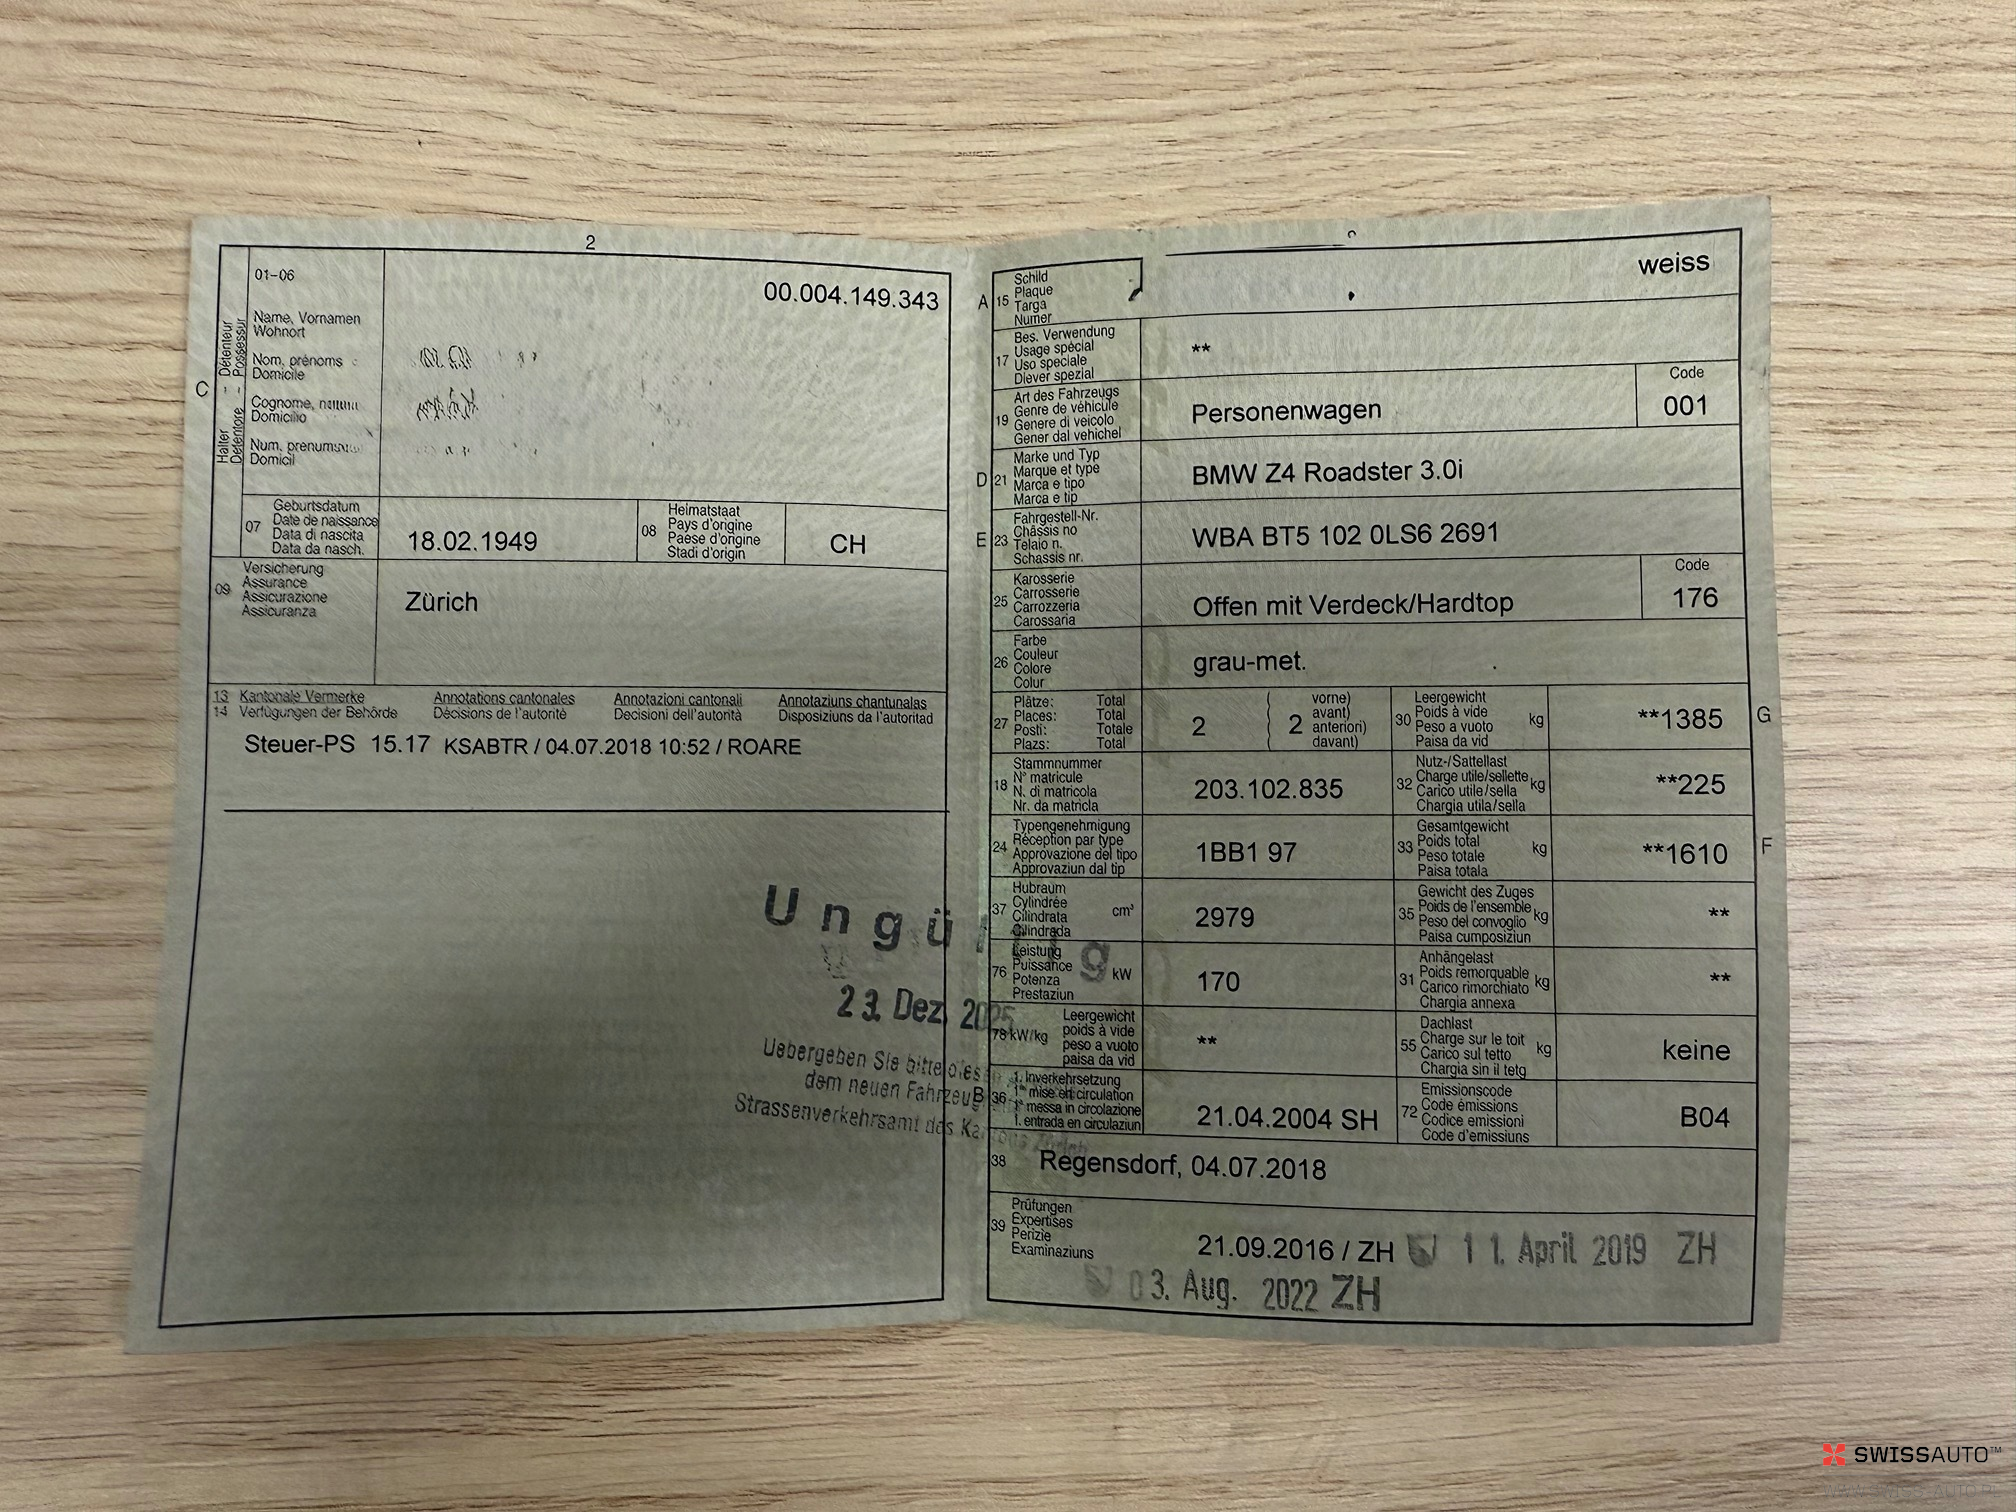 2
01-06
00.004.149.343
Name, Vornamen
Wohnort
Nom, prénoms
Domicile
Cognome,
Domicilio
Num, prenums
Domicil
C
Halter - Détenteur
Detentore - Possessur
07
Geburtsdatum
Date de naissance
Data di nascita
Data da nasch.
18.02.1949
08
Heimatstaat
Pays d'origine
Paese d'origine
Stadi d'origin
CH
09
Versicherung
Assurance
Assicurazione
Assicuranza
Zürich
13 Kantonale Vermerke Annotations cantonales Annotazioni cantonali Annotaziuns chantunalas
14 Verfügungen der Behörde Décisions de l'autorité Decisioni dell'autorità Disposiziuns da l'autoritad
Steuer-PS 15.17 KSABTR / 04.07.2018 10:52 / ROARE
Ungültig
23. Dez. 2025
Uebergeben Sie bitte
dem neuen
Strassenverkehrsamt des Kantons Zürich
A
15
Schild
Plaque
Targa
Numer
weiss
17
Bes. Verwendung
Usage spécial
Uso speciale
Diever spezial
**
19
Art des Fahrzeugs
Genre de véhicule
Genere di veicolo
Gener dal vehichel
Personenwagen
Code
001
D
21
Marke und Typ
Marque et type
Marca e tipo
Marca e tip
BMW Z4 Roadster 3.0i
E
23
Fahrgestell-Nr.
Châssis no
Telaio n.
Schassis nr.
WBA BT5 102 0LS6 2691
25
Karosserie
Carrosserie
Carrozzeria
Carossaria
Offen mit Verdeck/Hardtop
Code
176
26
Farbe
Couleur
Colore
Colur
grau-met.
27
Plätze: Total
Places: Total
Posti: Totale
Plazs: Total
2
( vorne)
avant)
2 anteriori)
( davant)
30
Leergewicht
Poids à vide
Peso a vuoto
Paisa da vid
kg
**1385
G
18
Stammnummer
N° matricule
N. di matricola
Nr. da matricla
203.102.835
32
Nutz-/Sattellast
Charge utile/sellette
Carico utile/sella
Chargia utila/sella
kg
**225
24
Typengenehmigung
Réception par type
Approvazione del tipo
Approvaziun dal tip
1BB1 97
33
Gesamtgewicht
Poids total
Peso totale
Paisa totala
kg
**1610
F
37
Hubraum
Cylindrée
Cilindrata
Cilindrada
cm³
2979
35
Gewicht des Zuges
Poids de l'ensemble
Peso del convoglio
Paisa cumposiziun
kg
**
76
Leistung
Puissance
Potenza
Prestaziun
kW
170
31
Anhängelast
Poids remorquable
Carico rimorchiato
Chargia annexa
kg
**
78 kW/kg
Leergewicht
poids à vide
peso a vuoto
paisa da vid
**
55
Dachlast
Charge sur le toit
Carico sul tetto
Chargia sin il tetg
kg
keine
B
36
1. Inverkehrsetzung
1re mise en circulation
1a messa in circolazione
1. entrada en circulaziun
21.04.2004 SH
72
Emissionscode
Code émissions
Codice emissioni
Code d'emissiuns
B04
38
Regensdorf, 04.07.2018
39
Prüfungen
Expertises
Perizie
Examinaziuns
21.09.2016 / ZH 11. April 2019 ZH
03. Aug. 2022 ZH
SWISSAUTO™